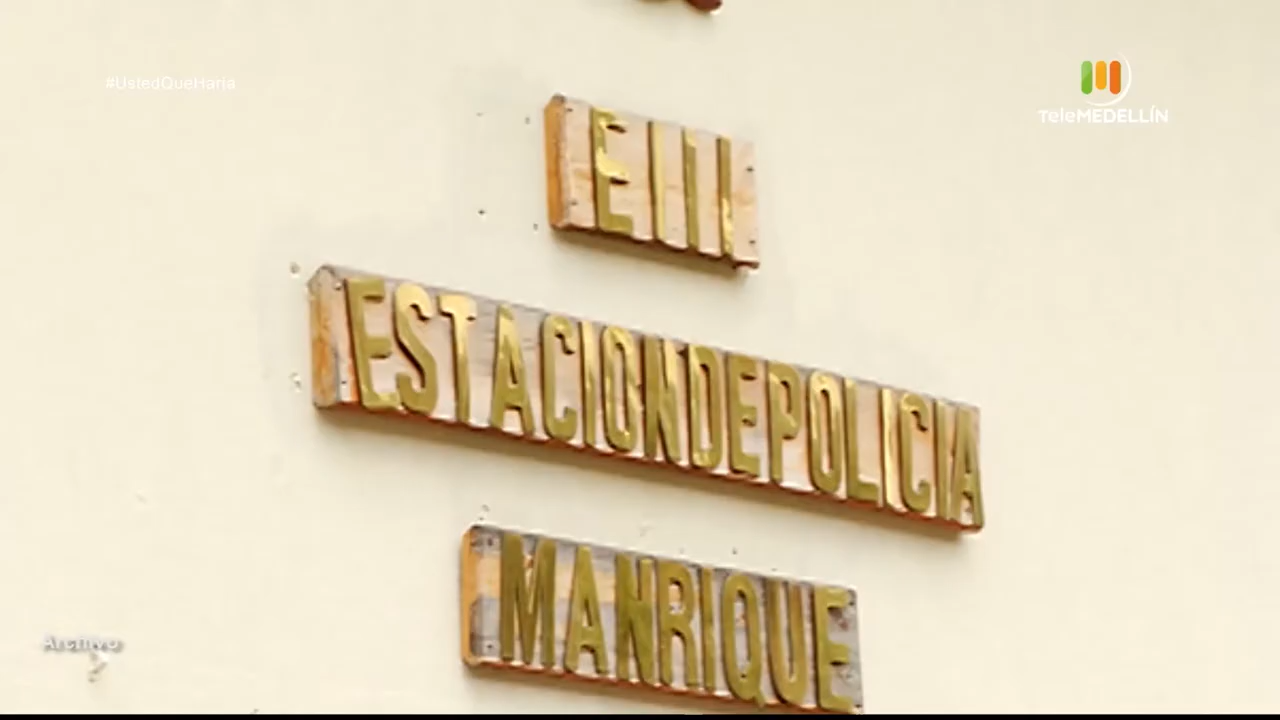 #UstedQueHaria
TeleMEDELLÍN
EIII
ESTACIONDEPOLICIA
MANRIQUE
Archivo